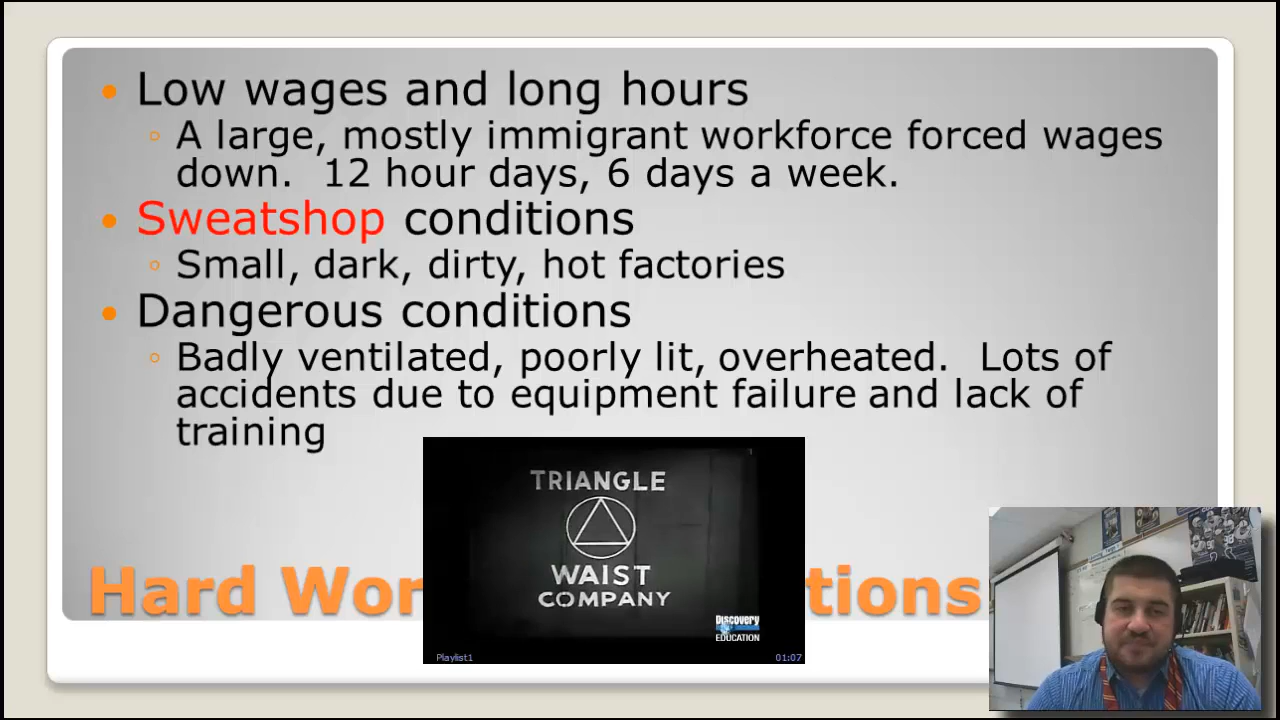 Low wages and long hours
A large, mostly immigrant workforce forced wages
down.  12 hour days, 6 days a week.
Sweatshop conditions
Small, dark, dirty, hot factories
Dangerous conditions
Badly ventilated, poorly lit, overheated.  Lots of
accidents due to equipment failure and lack of
training
TRIANGLE
WAIST
COMPANY
Discovery
EDUCATION
Playlist1 01:07
Hard Wor tions